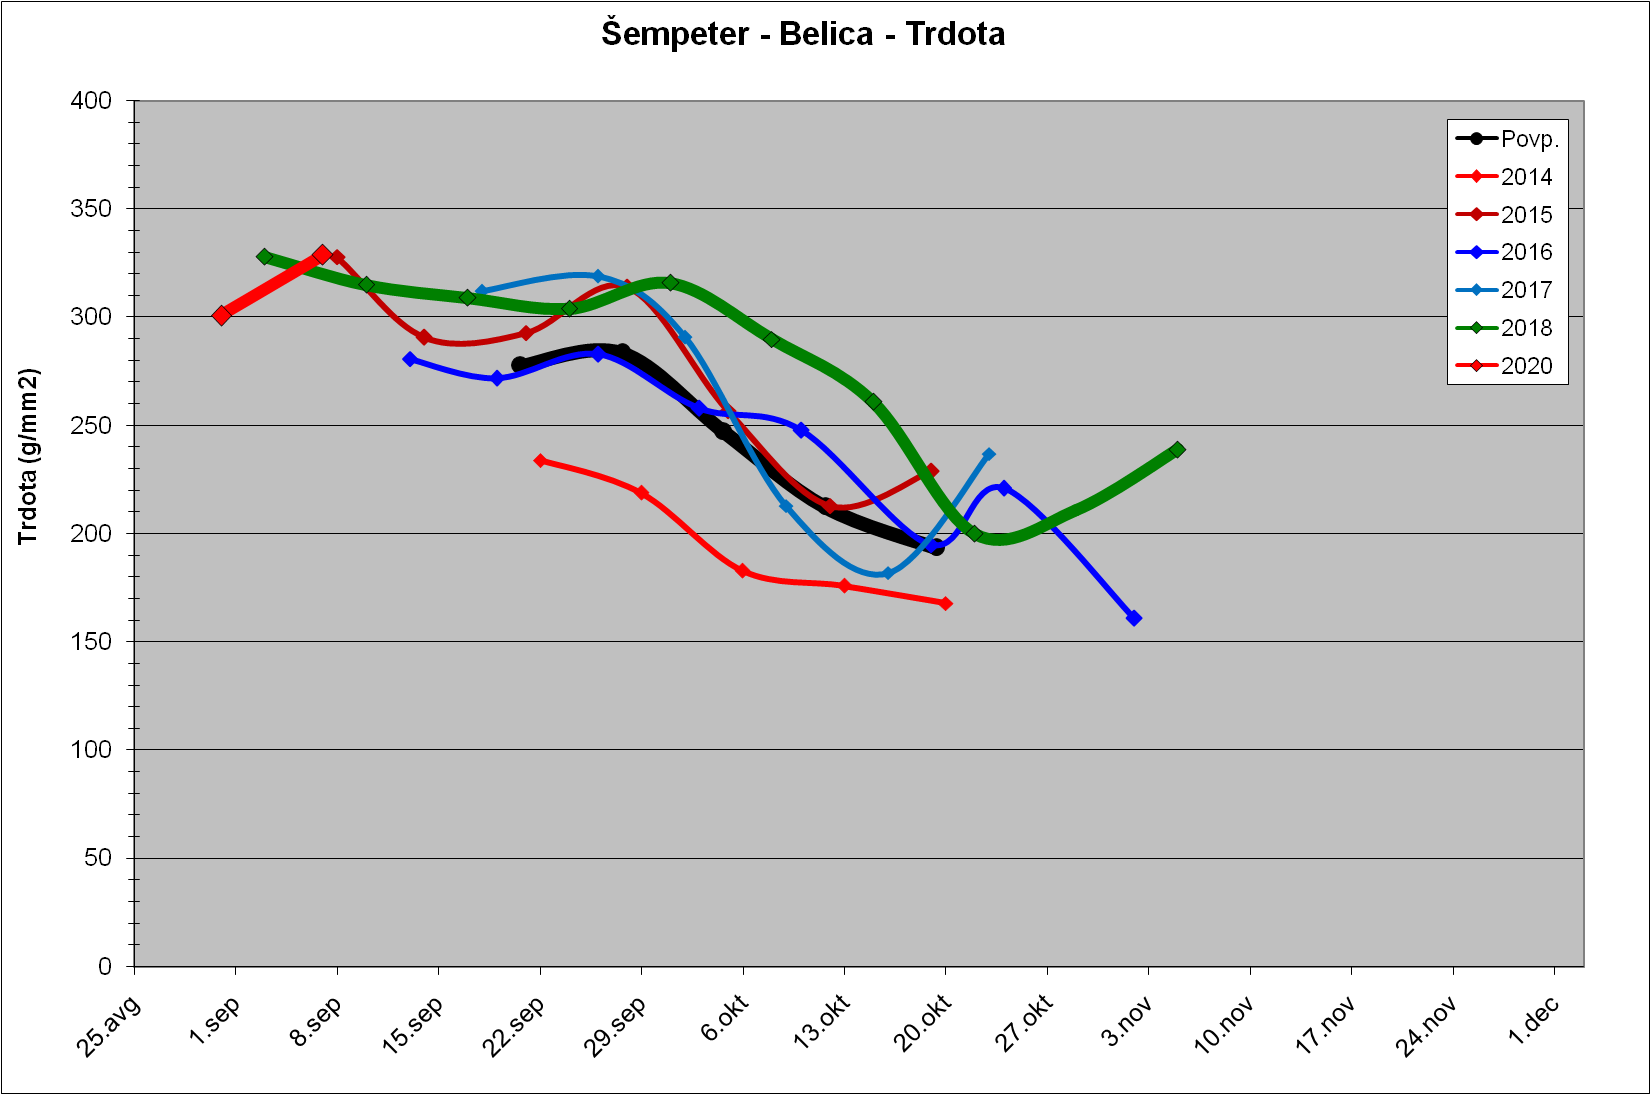 Šempeter - Belica - Trdota
Trdota (g/mm2)
400
350
300
250
200
150
100
50
0
25.avg
1.sep
8.sep
15.sep
22.sep
29.sep
6.okt
13.okt
20.okt
27.okt
3.nov
10.nov
17.nov
24.nov
1.dec
Povp.
2014
2015
2016
2017
2018
2020